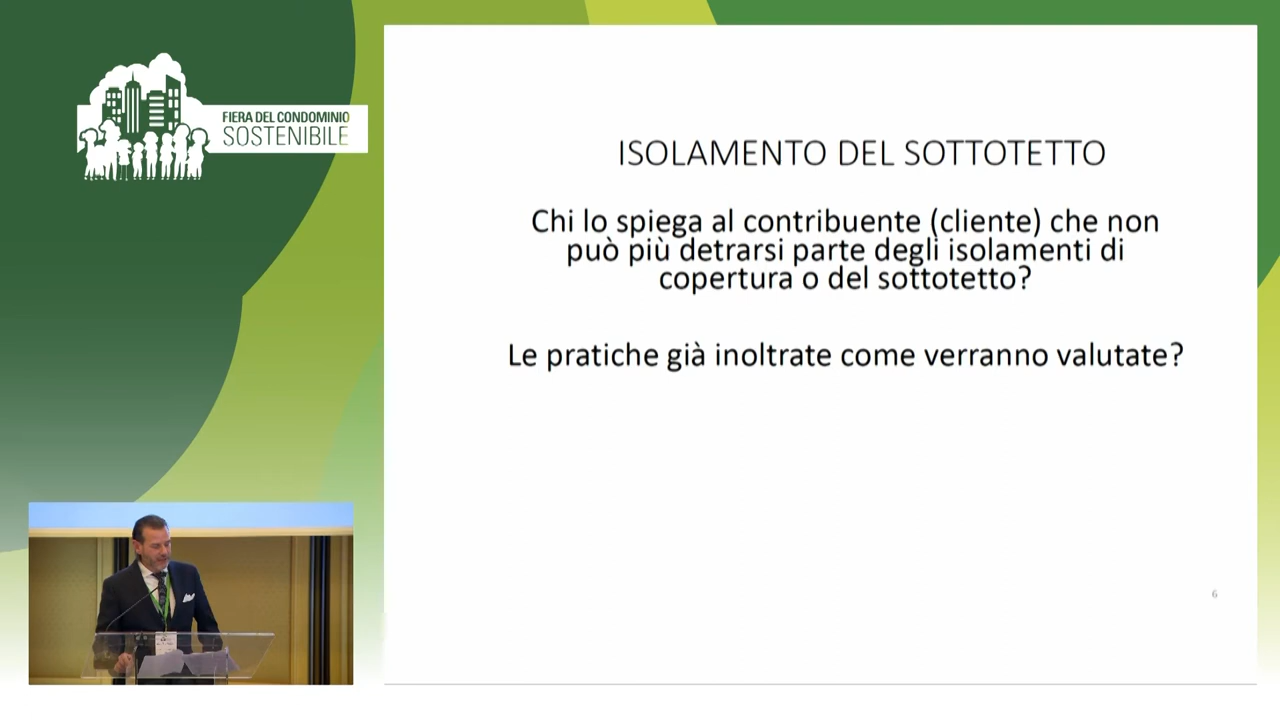 FIERA DEL CONDOMINIO
SOSTENIBILE
ISOLAMENTO DEL SOTTOTETTO
Chi lo spiega al contribuente (cliente) che non
può più detrarsi parte degli isolamenti di
copertura o del sottotetto?
Le pratiche già inoltrate come verranno valutate?
6